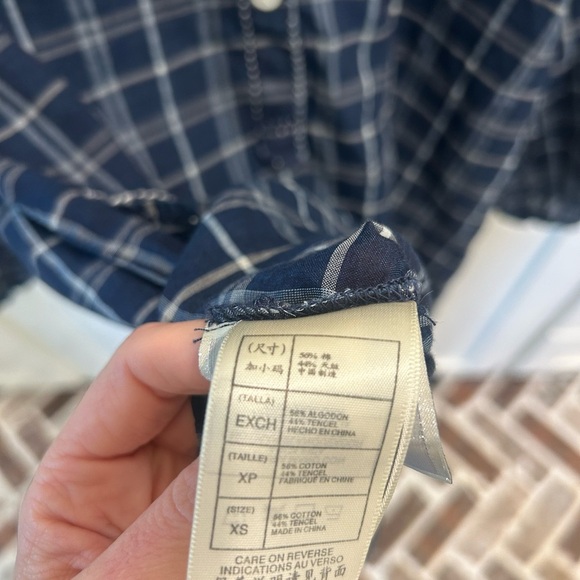 (尺寸)
加小码
56% 棉
44% 天丝
中国制造
(TALLA)
EXCH
56% ALGODON
44% TENCEL
HECHO EN CHINA
(TAILLE)
XP
56% COTON
44% TENCEL
FABRIQUE EN CHINE
(SIZE)
XS
56% COTTON
44% TENCEL
MADE IN CHINA
CARE ON REVERSE
INDICATIONS AU VERSO